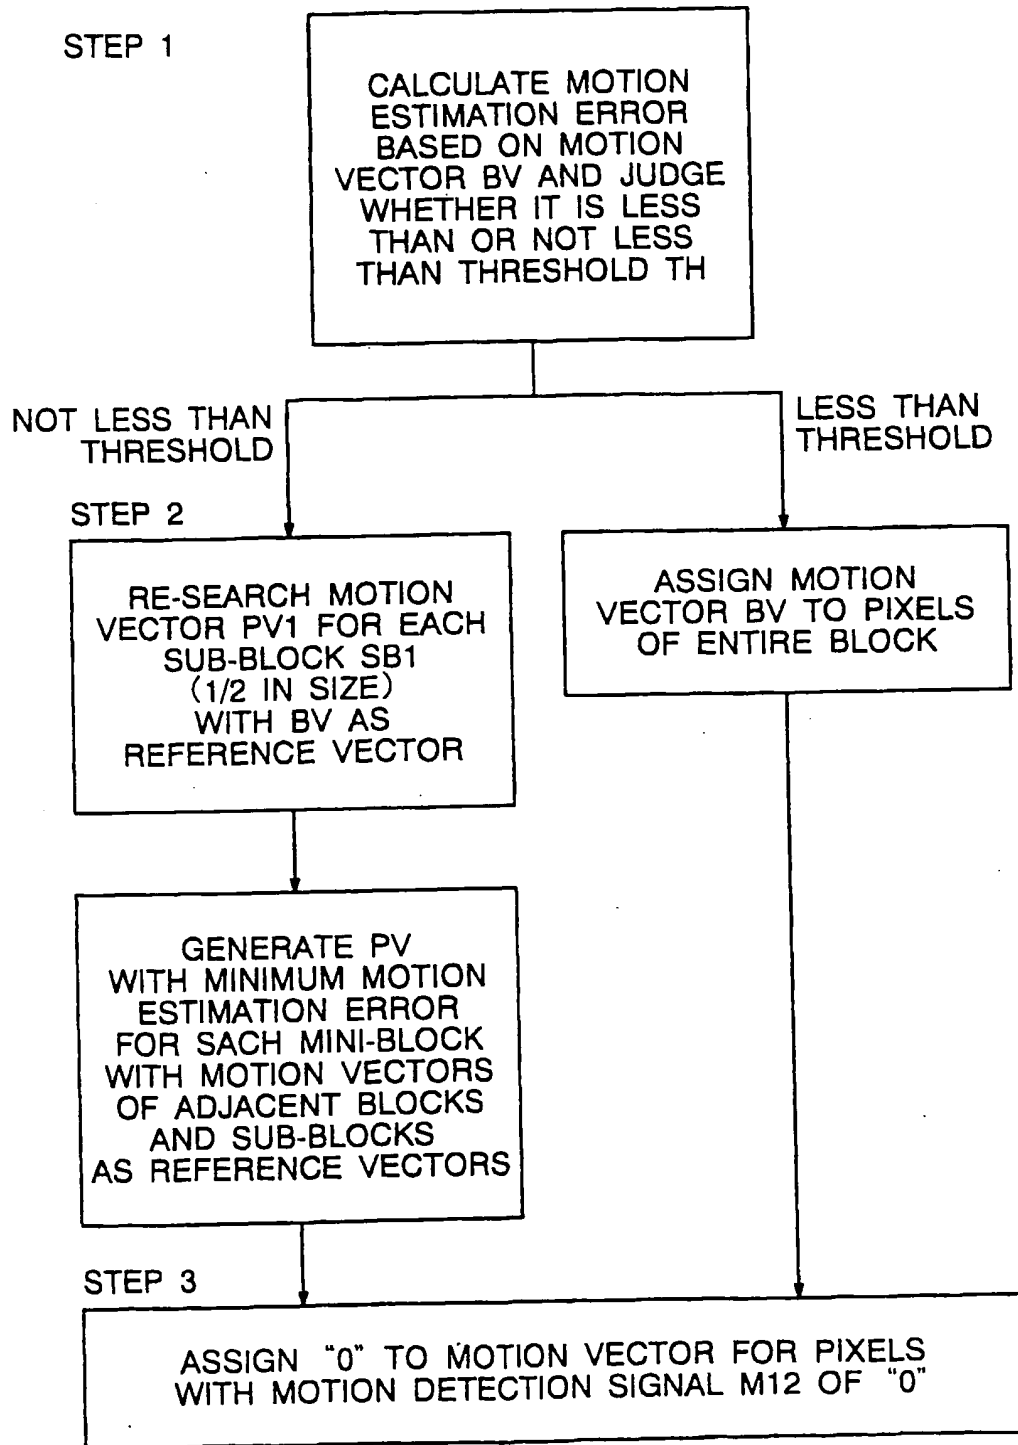 STEP 1
CALCULATE MOTION
ESTIMATION ERROR
BASED ON MOTION
VECTOR BV AND JUDGE
WHETHER IT IS LESS
THAN OR NOT LESS
THAN THRESHOLD TH
NOT LESS THAN
THRESHOLD
LESS THAN
THRESHOLD
STEP 2
RE-SEARCH MOTION
VECTOR PV1 FOR EACH
SUB-BLOCK SB1
(1/2 IN SIZE)
WITH BV AS
REFERENCE VECTOR
ASSIGN MOTION
VECTOR BV TO PIXELS
OF ENTIRE BLOCK
GENERATE PV
WITH MINIMUM MOTION
ESTIMATION ERROR
FOR SACH MINI-BLOCK
WITH MOTION VECTORS
OF ADJACENT BLOCKS
AND SUB-BLOCKS
AS REFERENCE VECTORS
STEP 3
ASSIGN "0" TO MOTION VECTOR FOR PIXELS
WITH MOTION DETECTION SIGNAL M12 OF "0"